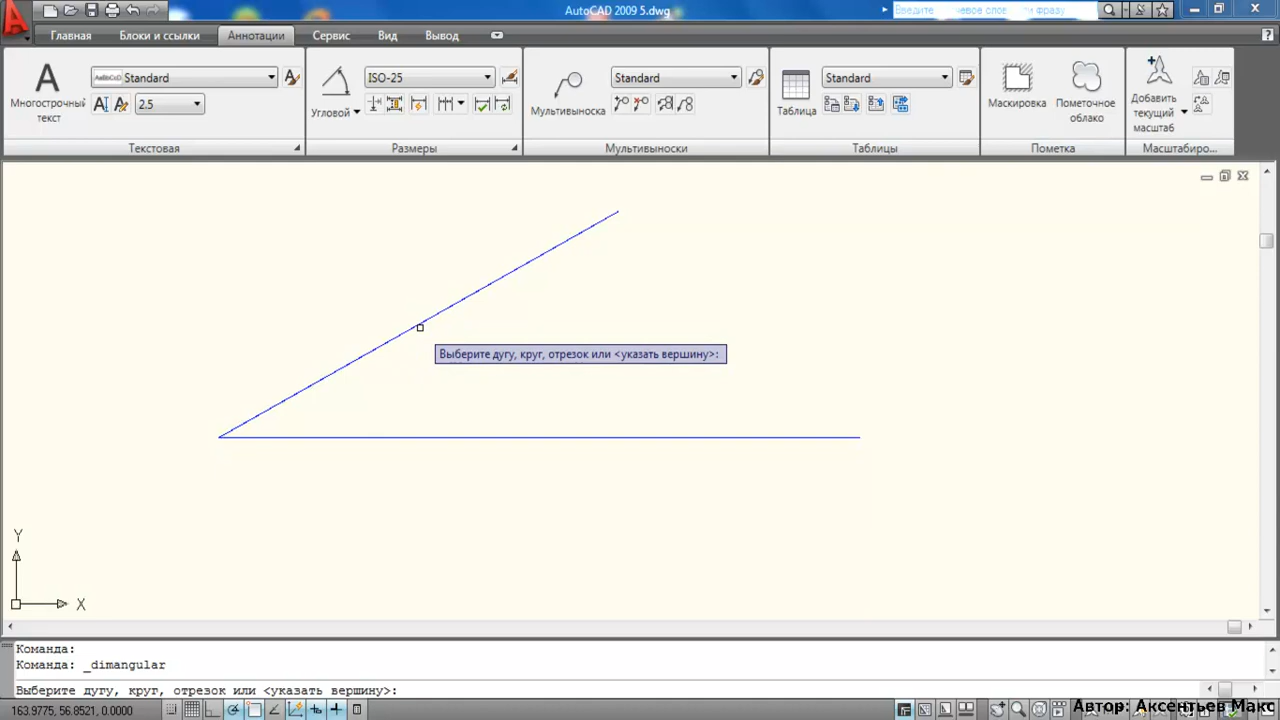 AutoCAD 2009 5.dwg
Введите
фразу
Главная
Блоки и ссылки
Аннотации
Сервис
Вид
Вывод
Многострочный
текст
Standard
2.5
Текстовая
Угловой
ISO-25
Размеры
Мультивыноска
Standard
Мультивыноски
Таблица
Standard
Таблицы
Маскировка
Пометочное
облако
Пометка
Добавить
текущий
масштаб
Масштабиро...
Выберите дугу, круг, отрезок или <указать вершину>:
Y
X
Команда:
Команда: _dimangular
Выберите дугу, круг, отрезок или <указать вершину>:
163.9775, 56.8521, 0.0000
Автор: Аксентьев Макс